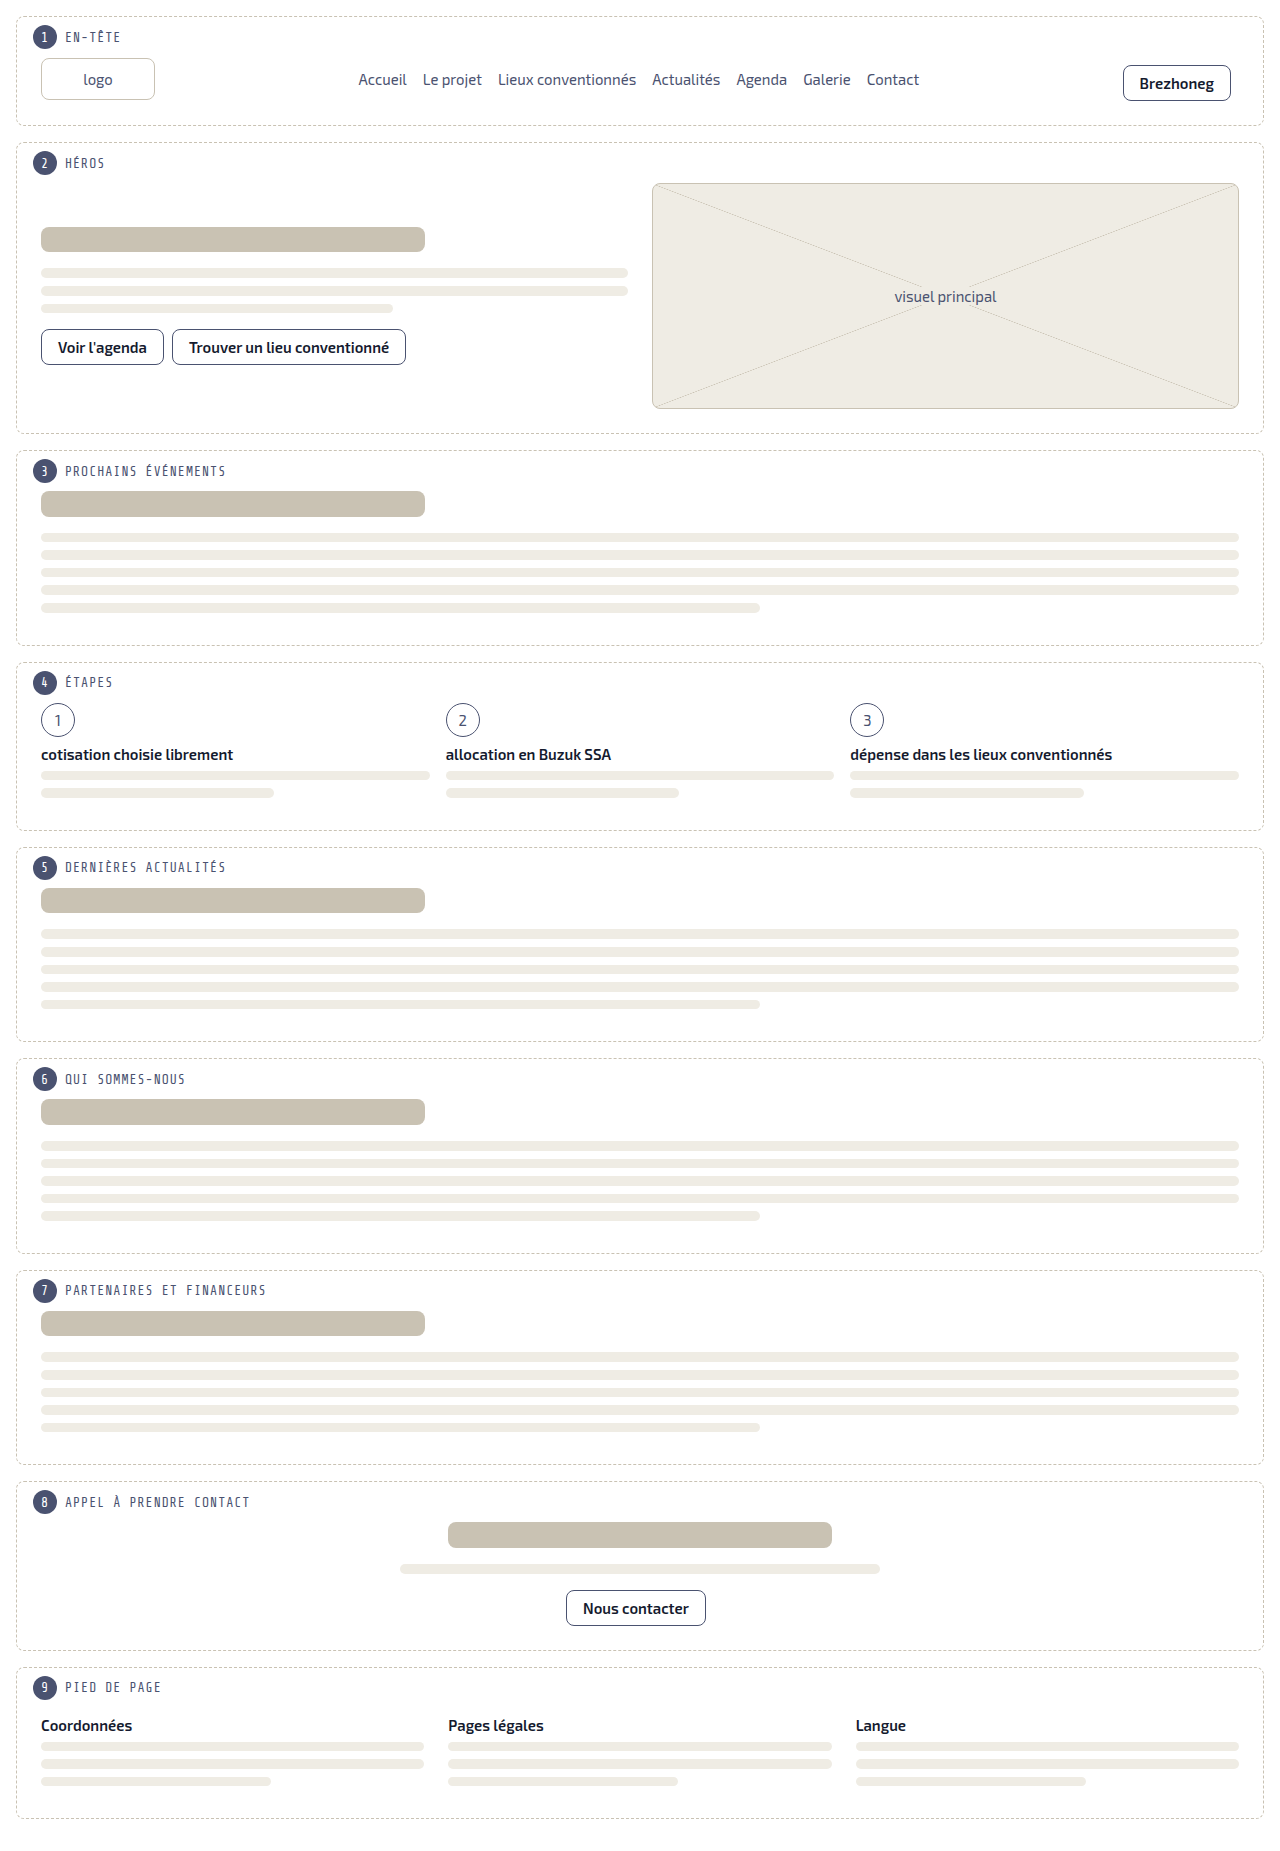 1 EN-TÊTE
logo
Accueil Le projet Lieux conventionnés Actualités Agenda Galerie Contact
Brezhoneg
2 HÉROS
Voir l'agenda Trouver un lieu conventionné
visuel principal
3 PROCHAINS ÉVÉNEMENTS
4 ÉTAPES
1 2 3
cotisation choisie librement allocation en Buzuk SSA dépense dans les lieux conventionnés
5 DERNIÈRES ACTUALITÉS
6 QUI SOMMES-NOUS
7 PARTENAIRES ET FINANCEURS
8 APPEL À PRENDRE CONTACT
Nous contacter
9 PIED DE PAGE
Coordonnées Pages légales Langue